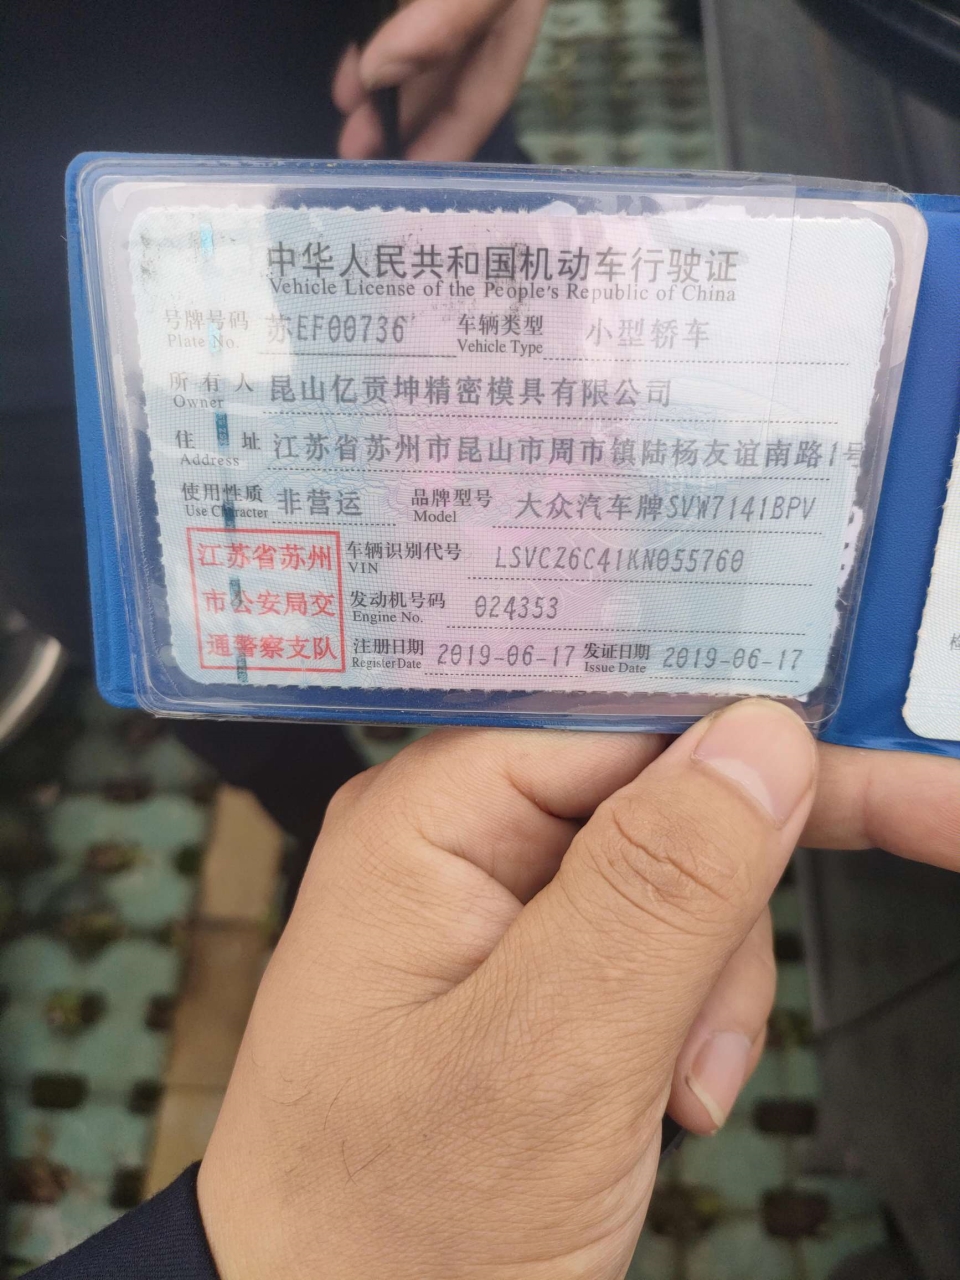 中华人民共和国机动车行驶证
Vehicle License of the People's Republic of China
号牌号码 苏EF00736 车辆类型 小型轿车
Plate No. Vehicle Type
所有人 昆山亿贡坤精密模具有限公司
Owner
住址 江苏省苏州市昆山市周市镇陆杨友谊南路1号
Address
使用性质 非营运 品牌型号 大众汽车牌SVW7141BPV
Use Character Model
江苏省苏州
市公安局交
通警察支队
车辆识别代号 LSVCZ6C41KN055760
VIN
发动机号码 024353
Engine No.
注册日期 2019-06-17 发证日期 2019-06-17
Register Date Issue Date
检